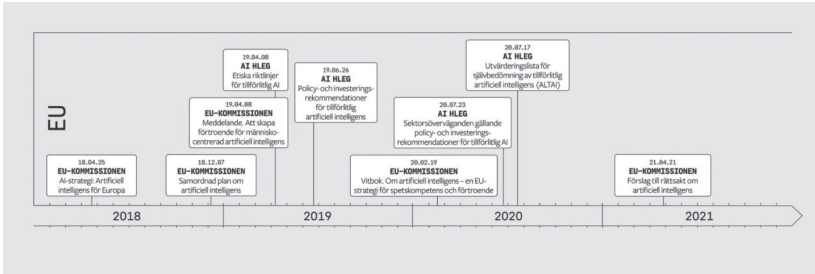 EU
18.04.25
EU-KOMMISSIONEN
AI-strategi: Artificiell
intelligens för Europa
18.12.07
EU-KOMMISSIONEN
Samordnad plan om
artificiell intelligens
19.04.08
EU-KOMMISSIONEN
Meddelande. Att skapa
förtroende för människo-
centrerad artificiell intelligens
19.04.08
AI HLEG
Etiska riktlinjer
för tillförlitlig AI
19.06.26
AI HLEG
Policy- och investerings-
rekommendationer
för tillförlitlig
artificiell intelligens
20.02.19
EU-KOMMISSIONEN
Vitbok. Om artificiell intelligens – en EU-
strategi för spetskompetens och förtroende
20.07.23
AI HLEG
Sektorsöverväganden gällande
policy- och investerings-
rekommendationer för tillförlitlig AI
20.07.17
AI HLEG
Utvärderingslista för
självbedömning av tillförlitlig
artificiell intelligens (ALTAI)
21.04.21
EU-KOMMISSIONEN
Förslag till rättsakt om
artificiell intelligens
2018
2019
2020
2021